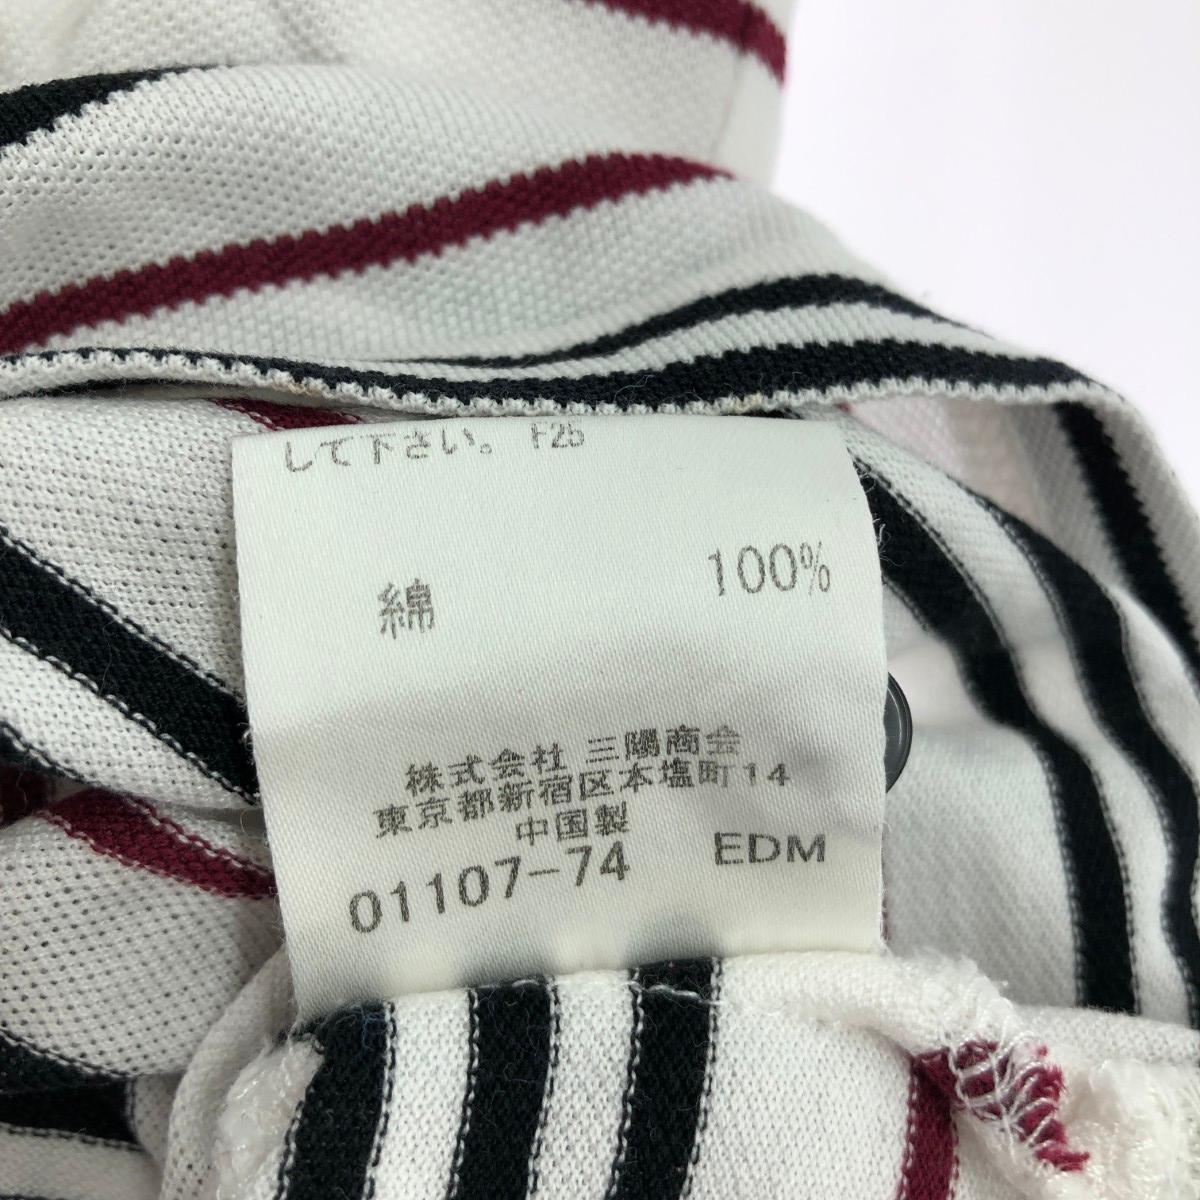 して下さい。 F25
綿 100%
株式会社 三陽商会
東京都新宿区本塩町14
中国製
01107-74 EDM